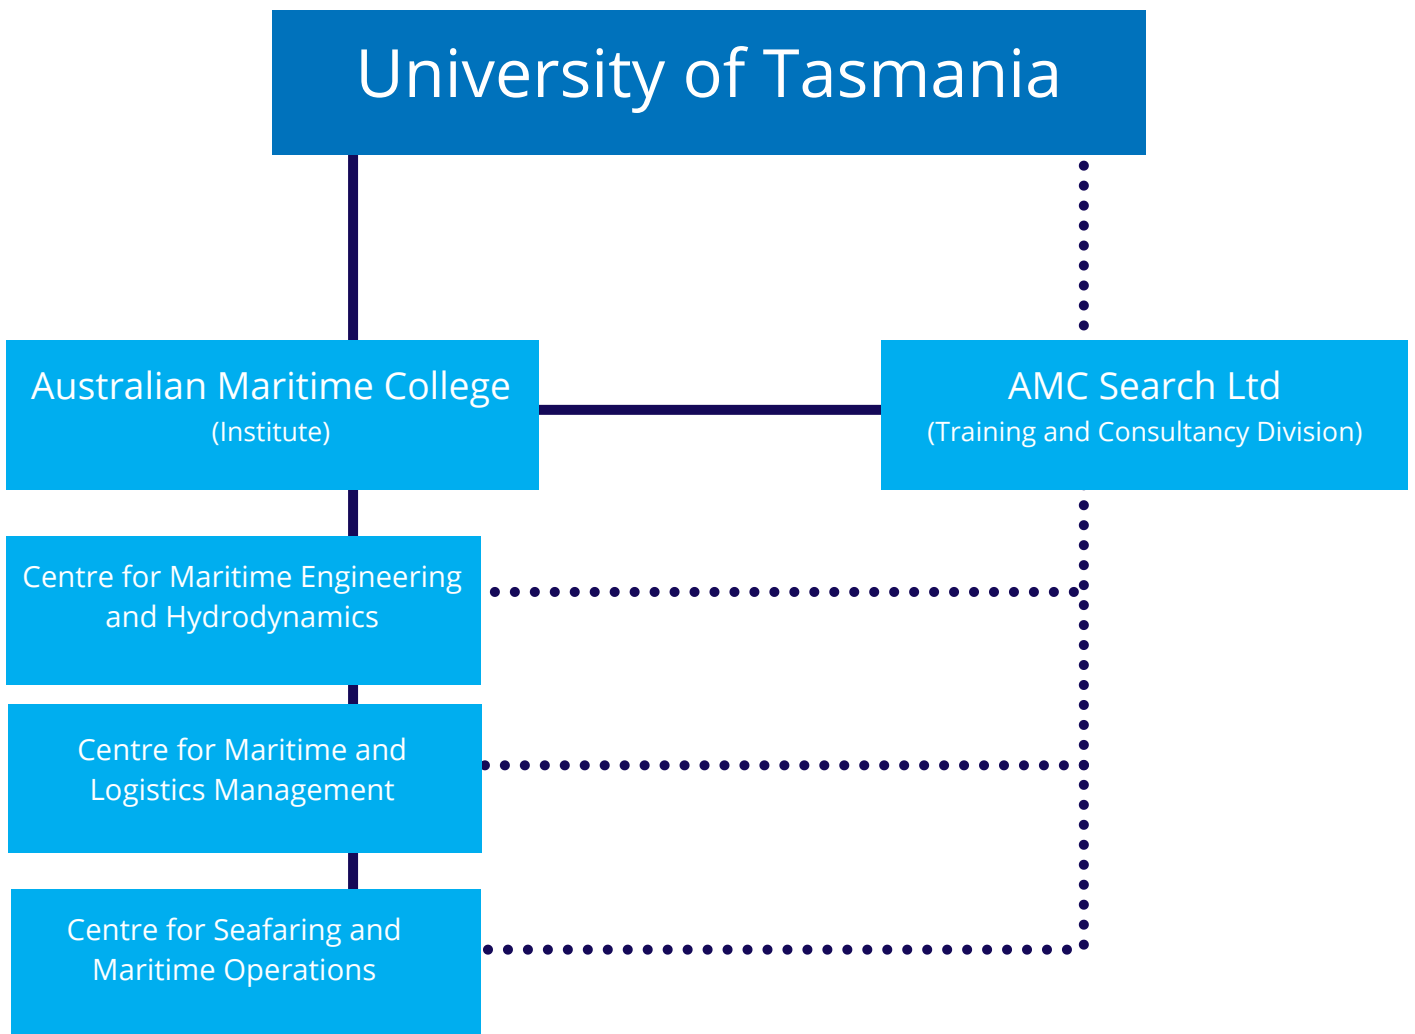 University of Tasmania
Australian Maritime College
(Institute)
AMC Search Ltd
(Training and Consultancy Division)
Centre for Maritime Engineering
and Hydrodynamics
Centre for Maritime and
Logistics Management
Centre for Seafaring and
Maritime Operations